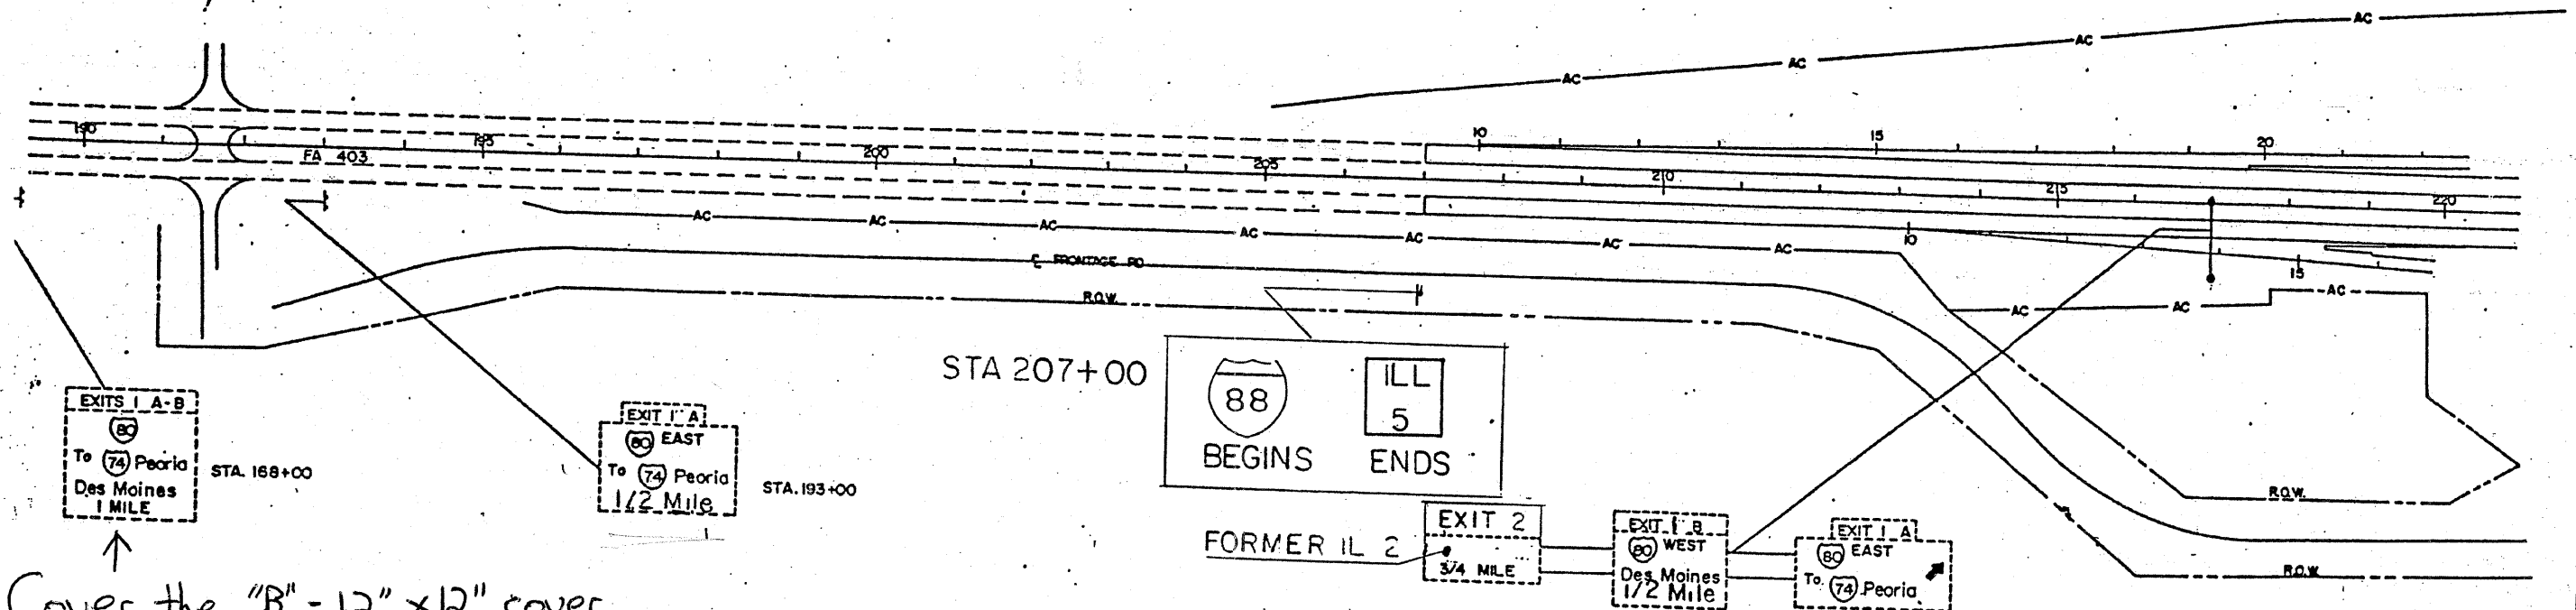 AC
AC
AC
AC
10
15
20
190
195
200
205
210
215
220
FA 403
AC
AC
AC
AC
AC
AC
AC
10
15
℄ FRONTAGE RD
R.O.W.
AC
AC
AC
STA 207+00
88
BEGINS
ILL
5
ENDS
EXITS 1 A-B
80
To 74 Peoria
Des Moines
1 MILE
STA. 168+00
EXIT 1 A
80 EAST
To 74 Peoria
1/2 Mile
STA. 193+00
R.O.W.
R.O.W.
FORMER IL 2
EXIT 2
3/4 MILE
EXIT 1 B
80 WEST
Des Moines
1/2 Mile
EXIT 1 A
80 EAST
To 74 Peoria
Cover the "B" - 12" x 12" cover